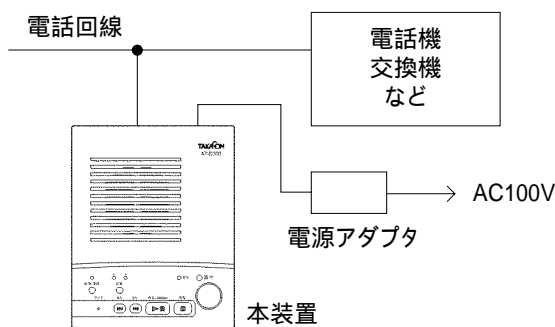 電話回線
電話機
交換機
など
TAKACOM
AC100V
電源アダプタ
本装置